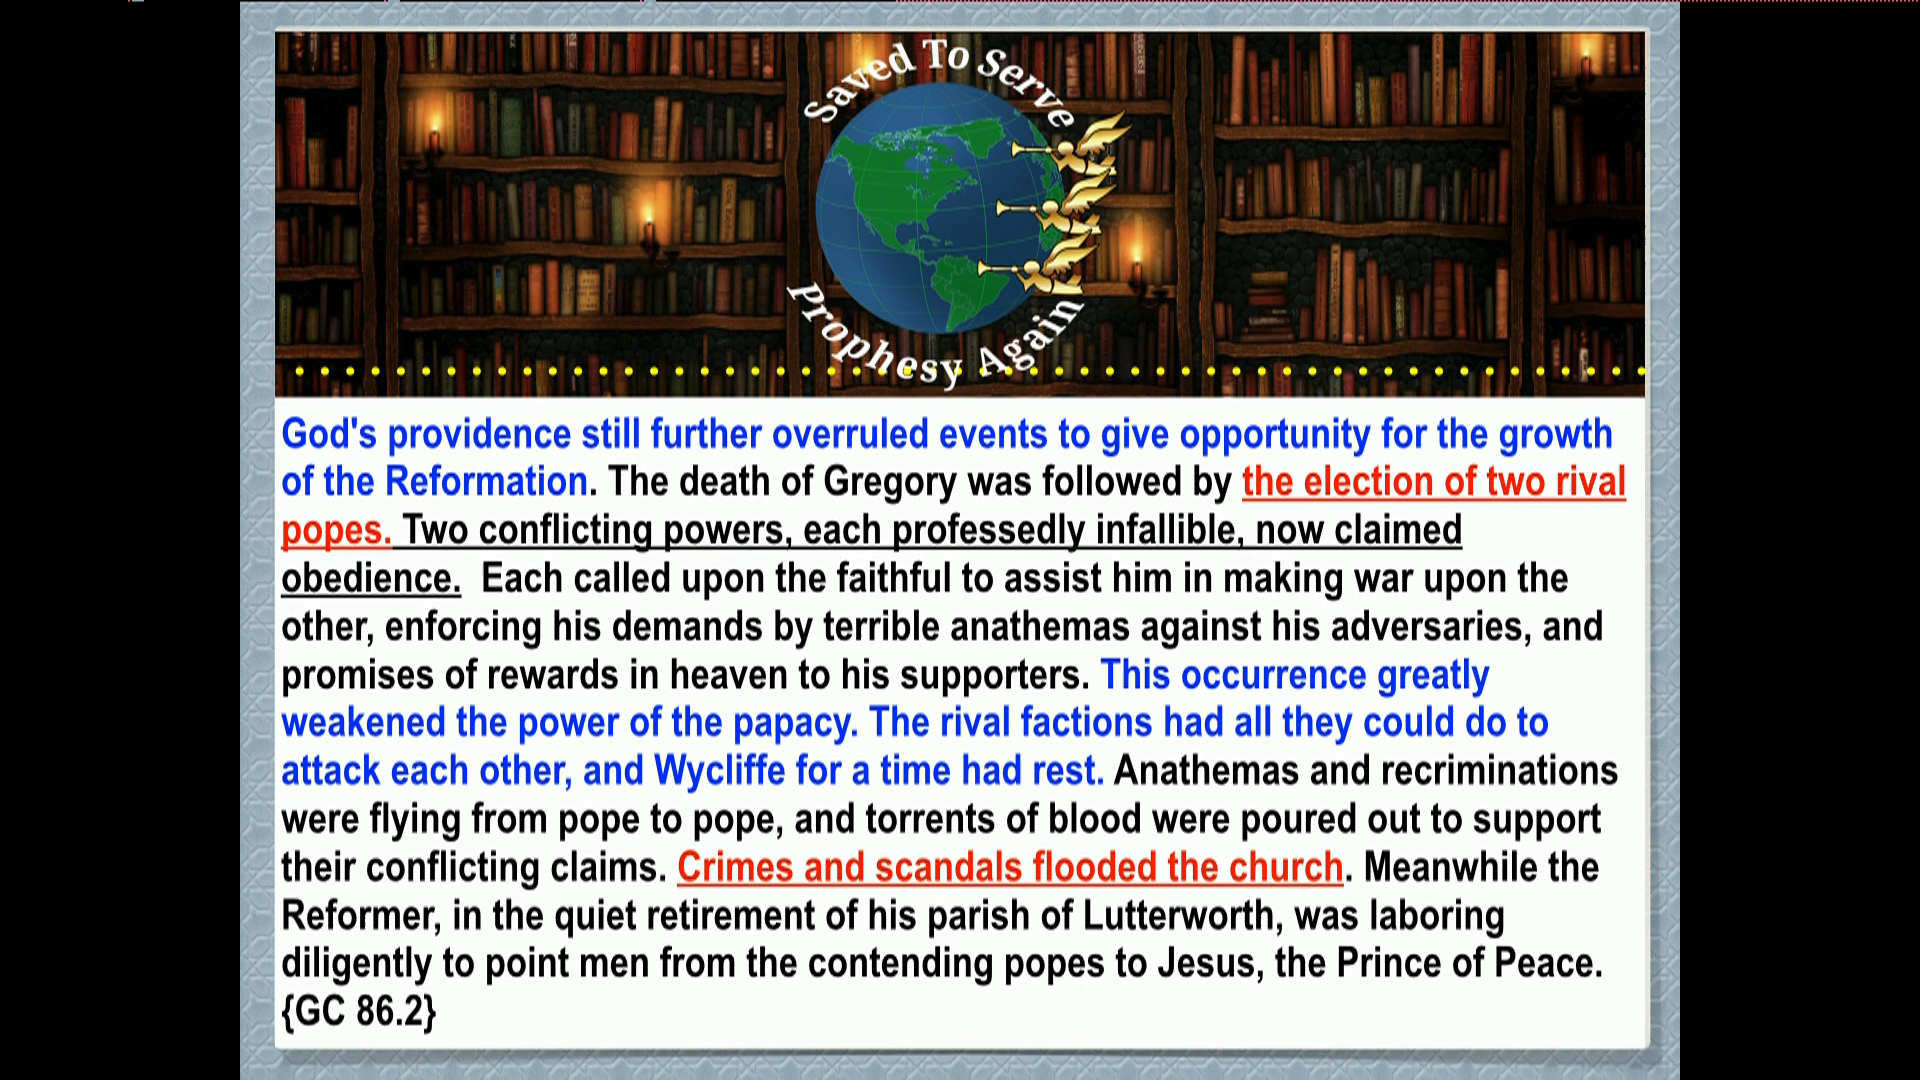 Saved To Serve
Prophesy Again
God's providence still further overruled events to give opportunity for the growth
of the Reformation. The death of Gregory was followed by the election of two rival
popes. Two conflicting powers, each professedly infallible, now claimed
obedience. Each called upon the faithful to assist him in making war upon the
other, enforcing his demands by terrible anathemas against his adversaries, and
promises of rewards in heaven to his supporters. This occurrence greatly
weakened the power of the papacy. The rival factions had all they could do to
attack each other, and Wycliffe for a time had rest. Anathemas and recriminations
were flying from pope to pope, and torrents of blood were poured out to support
their conflicting claims. Crimes and scandals flooded the church. Meanwhile the
Reformer, in the quiet retirement of his parish of Lutterworth, was laboring
diligently to point men from the contending popes to Jesus, the Prince of Peace.
{GC 86.2}